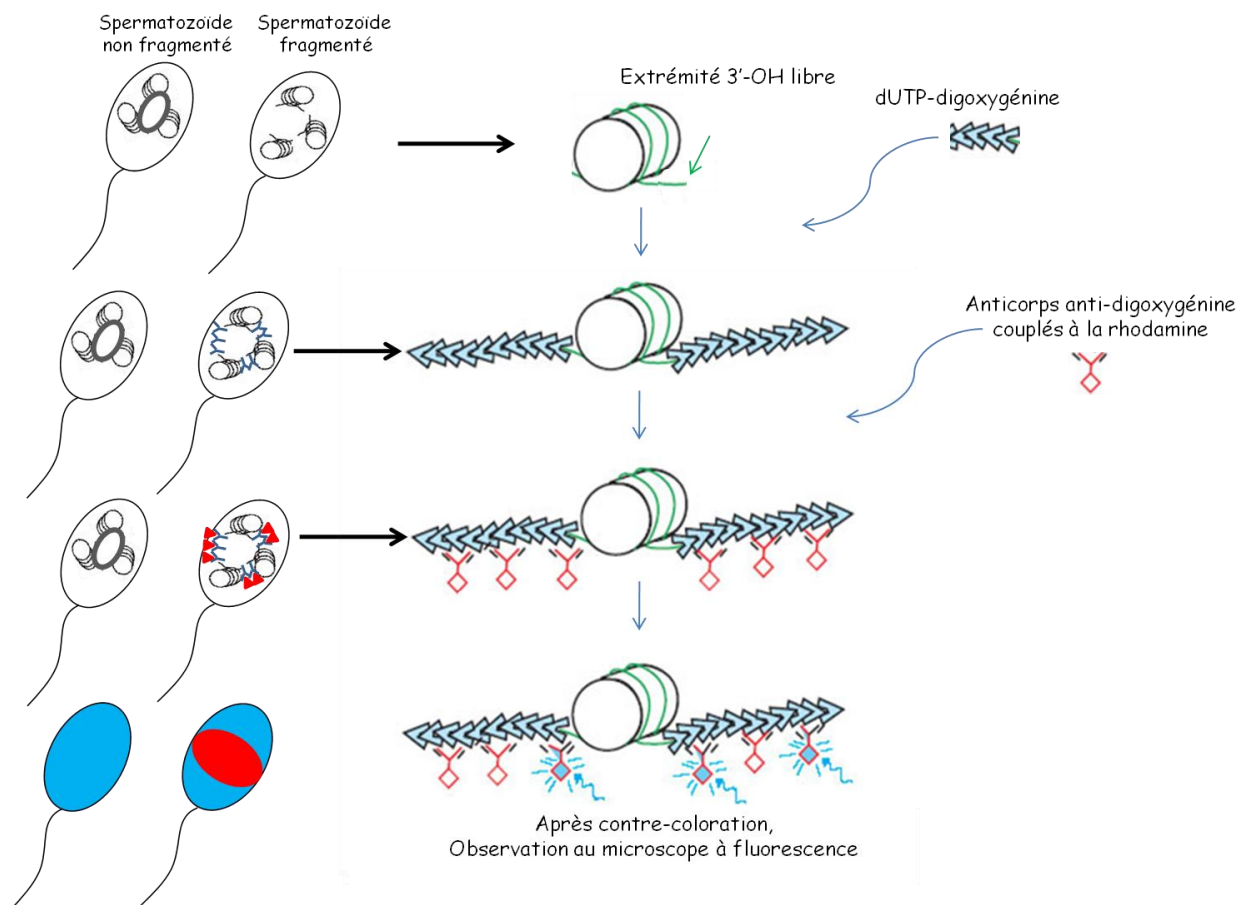 Spermatozoïde
non fragmenté
Spermatozoïde
fragmenté
Extrémité 3’-OH libre
dUTP-digoxygénine
Anticorps anti-digoxygénine
couplés à la rhodamine
Après contre-coloration,
Observation au microscope à fluorescence